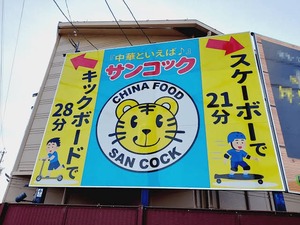 『中華といえば♪』
サンコック
CHINA FOOD
SAN COCK
スケーボーで
21分
キックボードで
28分